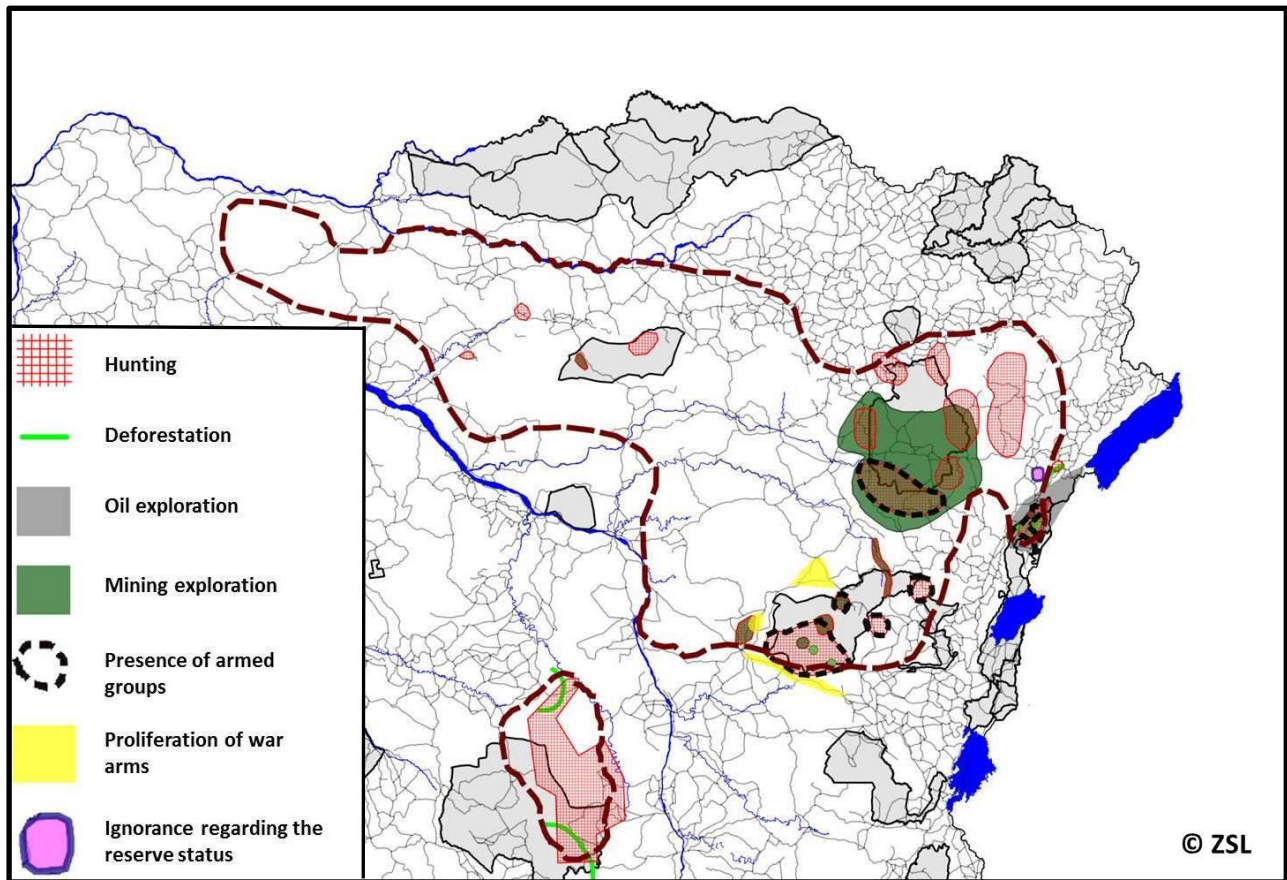 Hunting
Deforestation
Oil exploration
Mining exploration
Presence of armed
groups
Proliferation of war
arms
Ignorance regarding the
reserve status
© ZSL